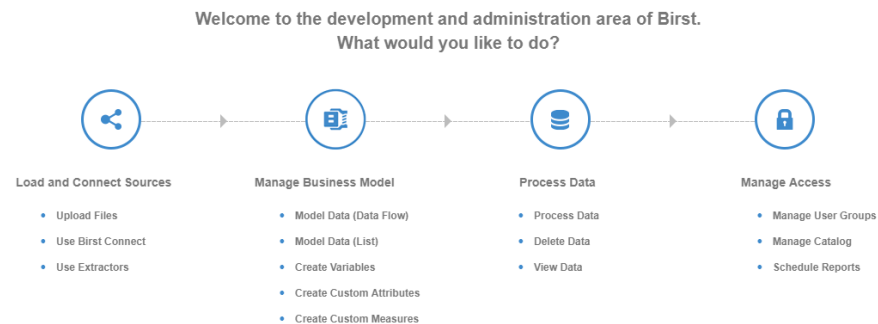 Welcome to the development and administration area of Birst.
What would you like to do?
Load and Connect Sources
Upload Files
Use Birst Connect
Use Extractors
Manage Business Model
Model Data (Data Flow)
Model Data (List)
Create Variables
Create Custom Attributes
Create Custom Measures
Process Data
Process Data
Delete Data
View Data
Manage Access
Manage User Groups
Manage Catalog
Schedule Reports